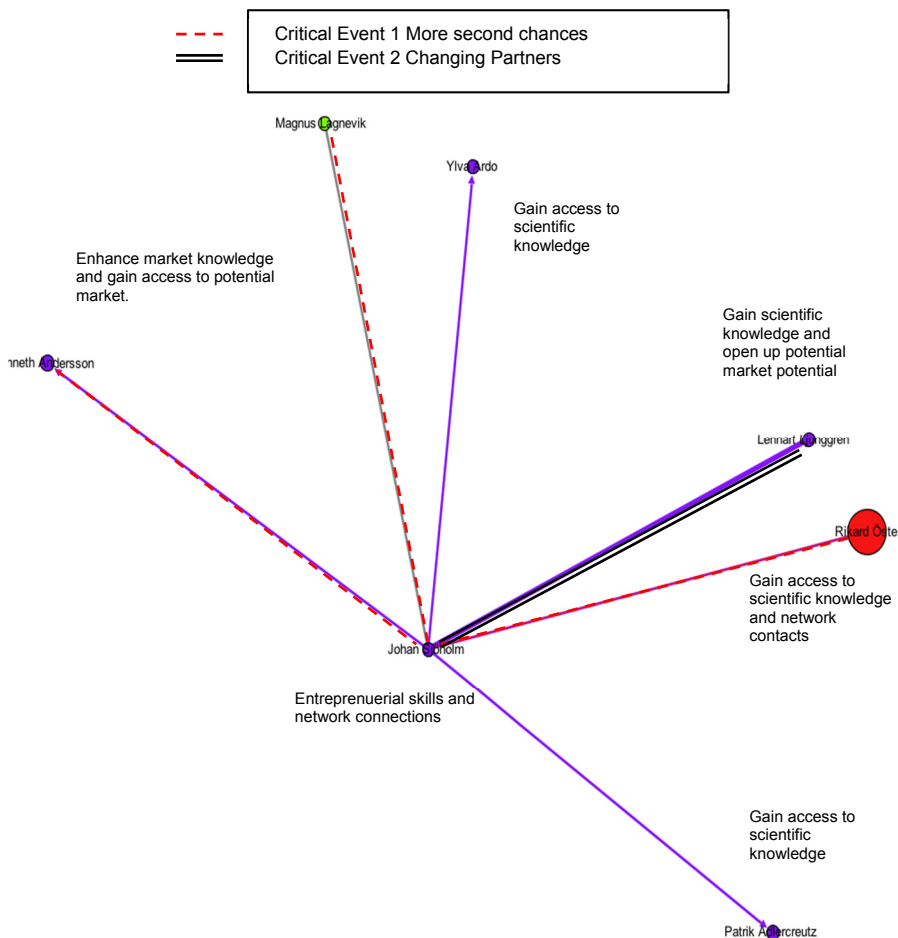 Critical Event 1 More second chances
Critical Event 2 Changing Partners
Magnus Lagnevik
Ylva Ardo
Gain access to
scientific
knowledge
Enhance market knowledge
and gain access to potential
market.
Gain scientific
knowledge and
open up potential
market potential
nneth Andersson
Lennart Ljunggren
Rikard Öste
Gain access to
scientific knowledge
and network
contacts
Johan
Entreprenuerial skills and
network connections
Gain access to
scientific
knowledge
Patrik Adlercreutz